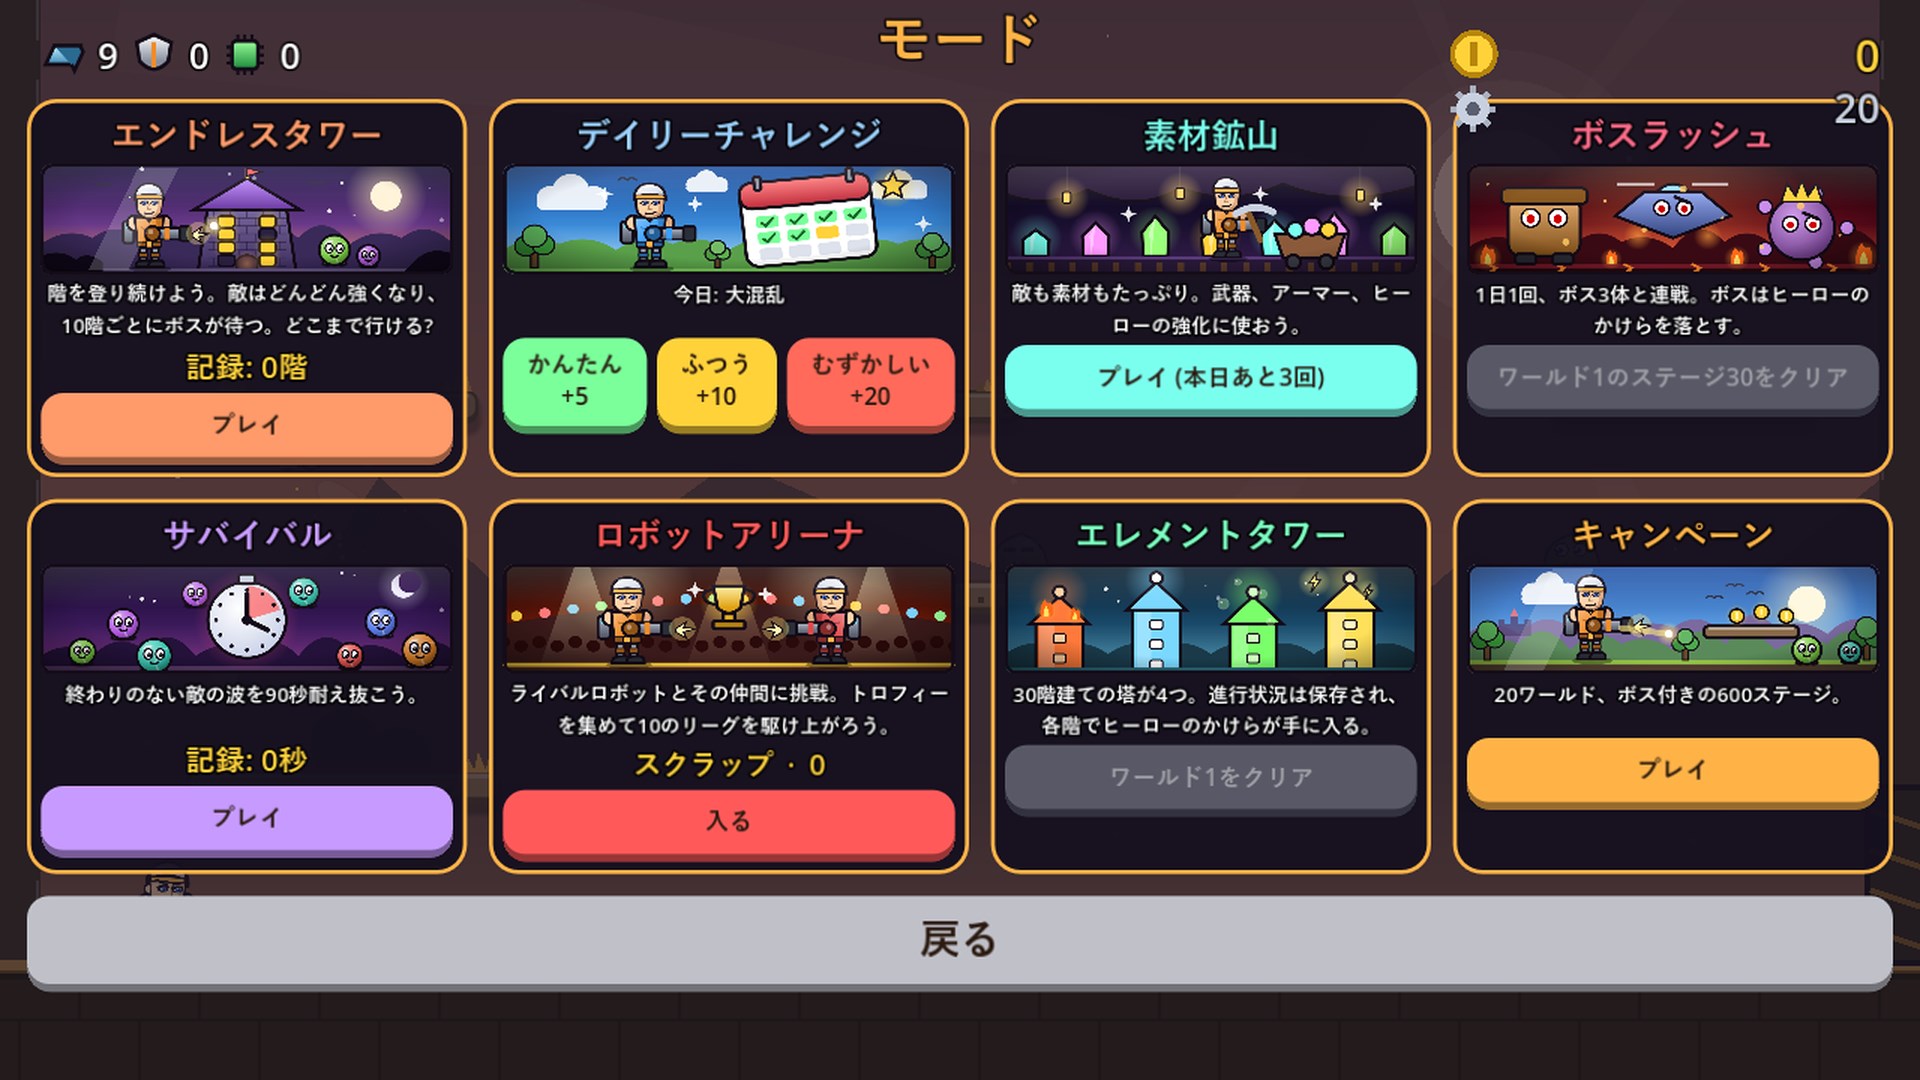 モード
9 0 0
0
20
エンドレスタワー
階を登り続けよう。敵はどんどん強くなり、
10階ごとにボスが待つ。どこまで行ける?
記録: 0階
プレイ
デイリーチャレンジ
今日: 大混乱
かんたん
+5
ふつう
+10
むずかしい
+20
素材鉱山
敵も素材もたっぷり。武器、アーマー、ヒー
ローの強化に使おう。
プレイ (本日あと3回)
ボスラッシュ
1日1回、ボス3体と連戦。ボスはヒーローの
かけらを落とす。
ワールド1のステージ30をクリア
サバイバル
終わりのない敵の波を90秒耐え抜こう。
記録: 0秒
プレイ
ロボットアリーナ
ライバルロボットとその仲間に挑戦。トロフィー
を集めて10のリーグを駆け上がろう。
スクラップ · 0
入る
エレメントタワー
30階建ての塔が4つ。進行状況は保存され、
各階でヒーローのかけらが手に入る。
ワールド1をクリア
キャンペーン
20ワールド、ボス付きの600ステージ。
プレイ
戻る